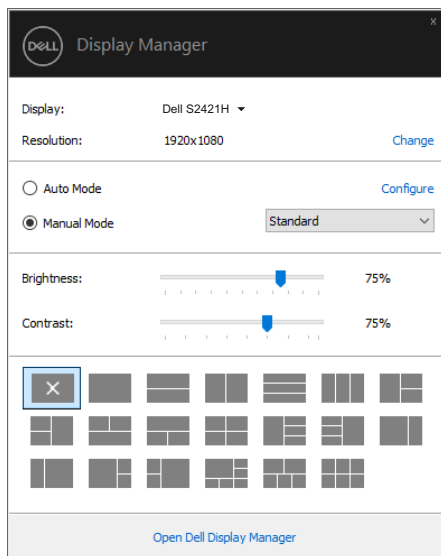 x
DELL Display Manager
Display: Dell S2421H
Resolution: 1920x1080 Change
Auto Mode Configure
Manual Mode Standard
Brightness: 75%
Contrast: 75%
Open Dell Display Manager